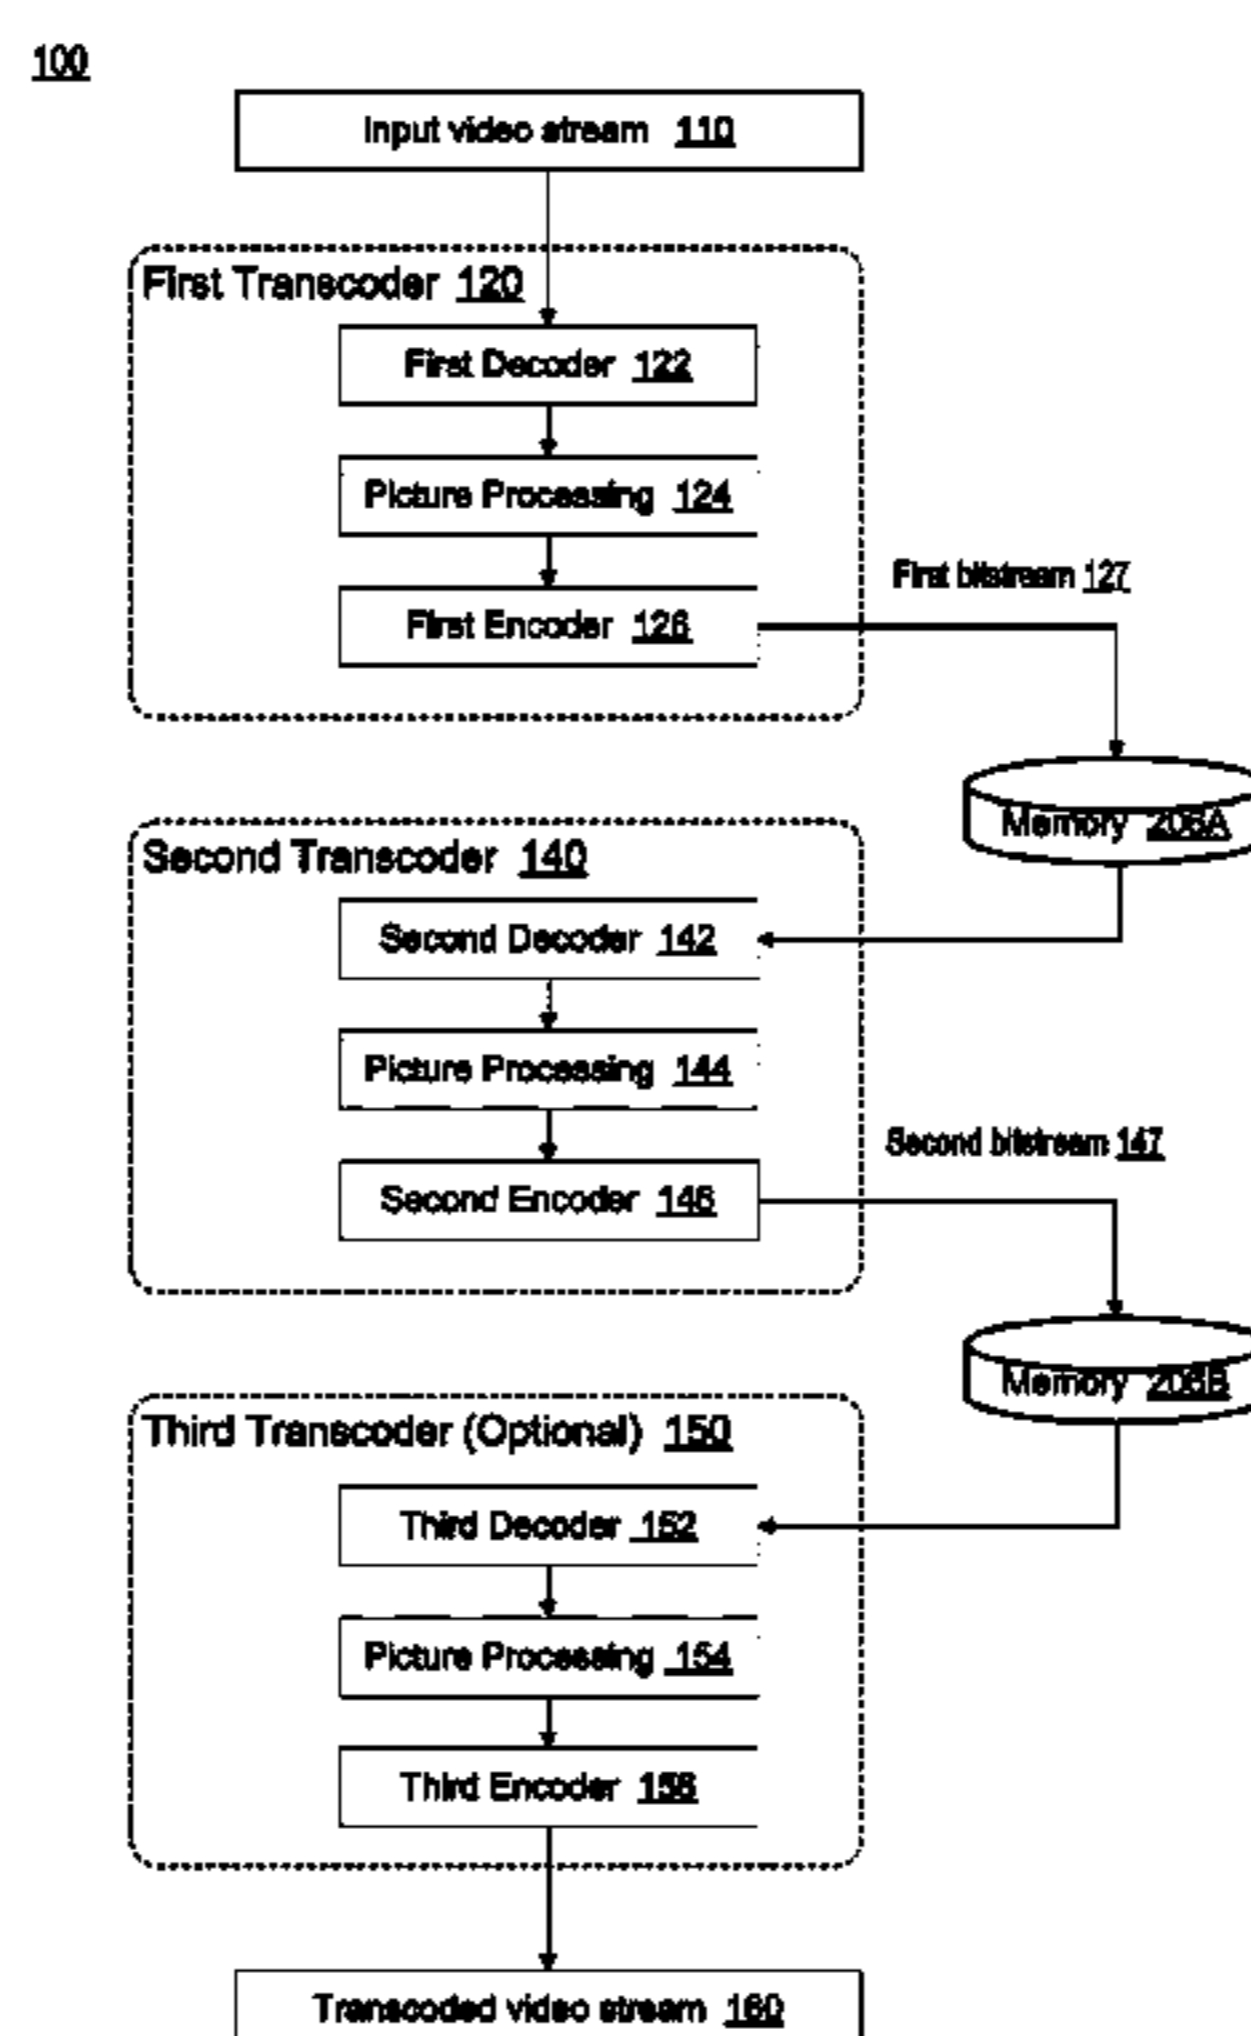 100
Input video stream 110
First Transcoder 120
First Decoder 122
Picture Processing 124
First Encoder 126
First bitstream 127
Memory 206A
Second Transcoder 140
Second Decoder 142
Picture Processing 144
Second Encoder 146
Second bitstream 147
Memory 206B
Third Transcoder (Optional) 150
Third Decoder 152
Picture Processing 154
Third Encoder 156
Transcoded video stream 160